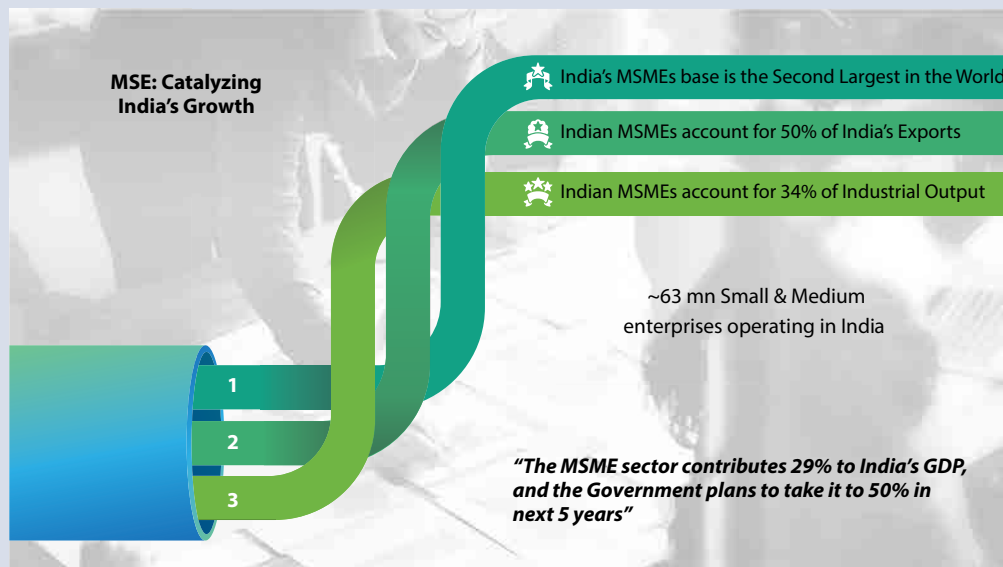 MSE: Catalyzing
India’s Growth
India’s MSMEs base is the Second Largest in the World
Indian MSMEs account for 50% of India’s Exports
Indian MSMEs account for 34% of Industrial Output
~63 mn Small & Medium
enterprises operating in India
1
2
3
“The MSME sector contributes 29% to India’s GDP,
and the Government plans to take it to 50% in
next 5 years”